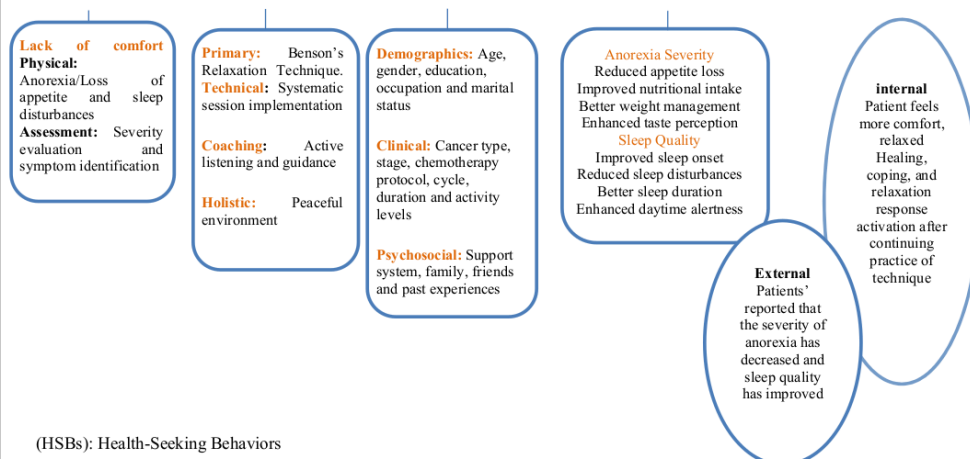 Lack of comfort
Physical:
Anorexia/Loss of
appetite and sleep
disturbances
Assessment: Severity
evaluation and
symptom identification
Primary: Benson's
Relaxation Technique.
Technical: Systematic
session implementation
Coaching: Active
listening and guidance
Holistic: Peaceful
environment
Demographics: Age,
gender, education,
occupation and marital
status
Clinical: Cancer type,
stage, chemotherapy
protocol, cycle,
duration and activity
levels
Psychosocial: Support
system, family, friends
and past experiences
Anorexia Severity
Reduced appetite loss
Improved nutritional intake
Better weight management
Enhanced taste perception
Sleep Quality
Improved sleep onset
Reduced sleep disturbances
Better sleep duration
Enhanced daytime alertness
External
Patients'
reported that
the severity of
anorexia has
decreased and
sleep quality
has improved
internal
Patient feels
more comfort,
relaxed
Healing,
coping, and
relaxation
response
activation after
continuing
practice of
technique
(HSBs): Health-Seeking Behaviors